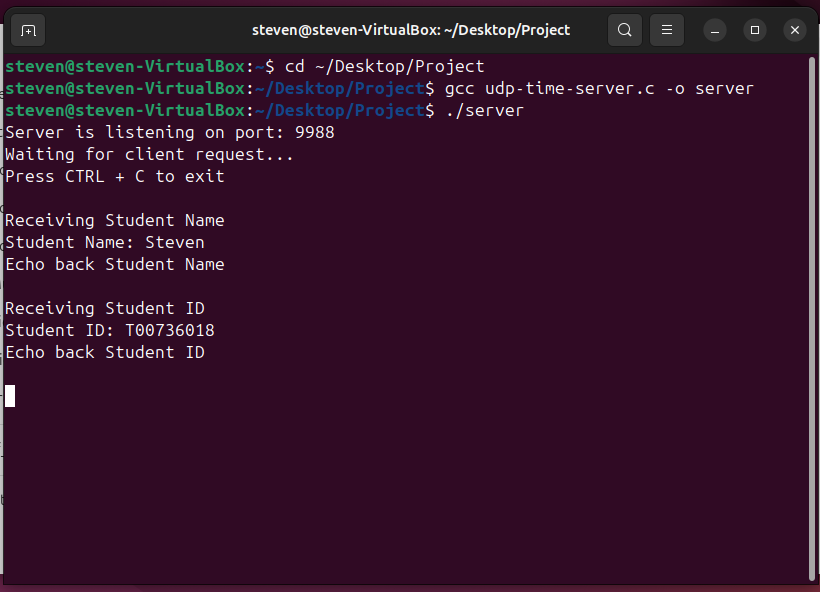 steven@steven-VirtualBox: ~/Desktop/Project
steven@steven-VirtualBox:~$ cd ~/Desktop/Project
steven@steven-VirtualBox:~/Desktop/Project$ gcc udp-time-server.c -o server
steven@steven-VirtualBox:~/Desktop/Project$ ./server
Server is listening on port: 9988
Waiting for client request...
Press CTRL + C to exit
Receiving Student Name
Student Name: Steven
Echo back Student Name
Receiving Student ID
Student ID: T00736018
Echo back Student ID